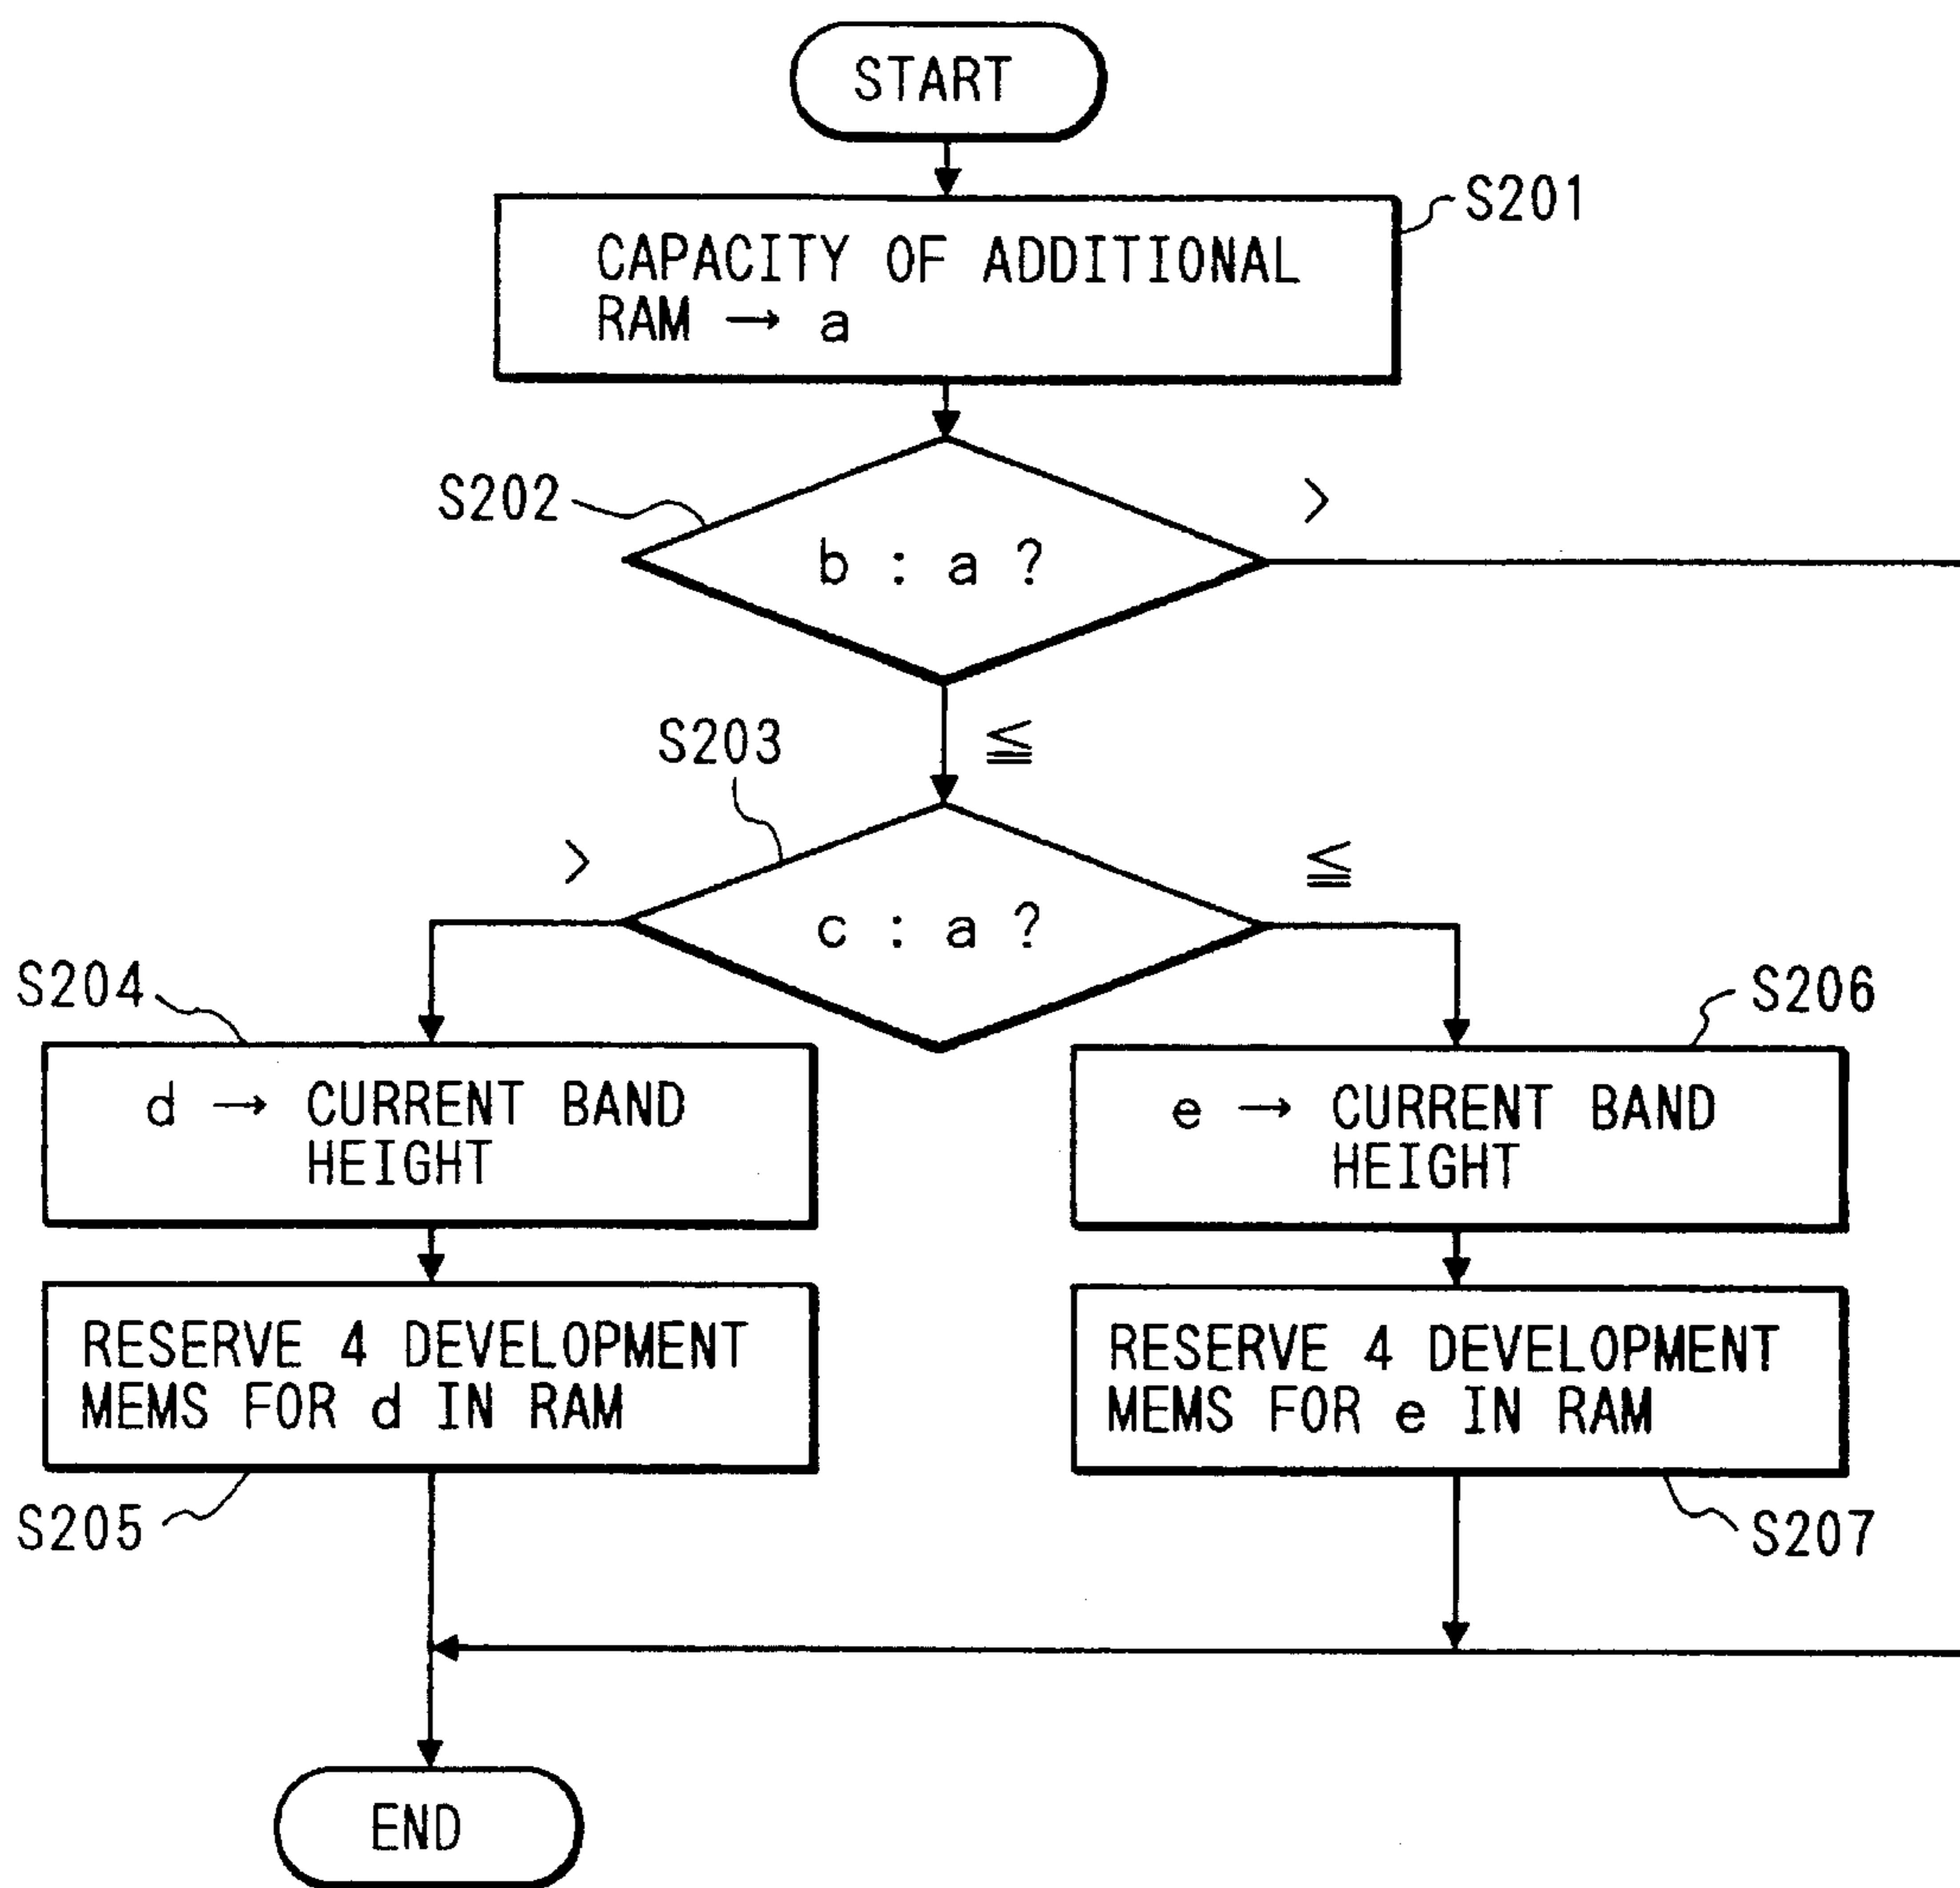 START
S201
CAPACITY OF ADDITIONAL
RAM → a
S202
>
b : a ?
S203
≦
>
≦
c : a ?
S204
S206
d → CURRENT BAND
HEIGHT
e → CURRENT BAND
HEIGHT
RESERVE 4 DEVELOPMENT
MEMS FOR d IN RAM
RESERVE 4 DEVELOPMENT
MEMS FOR e IN RAM
S205
S207
END